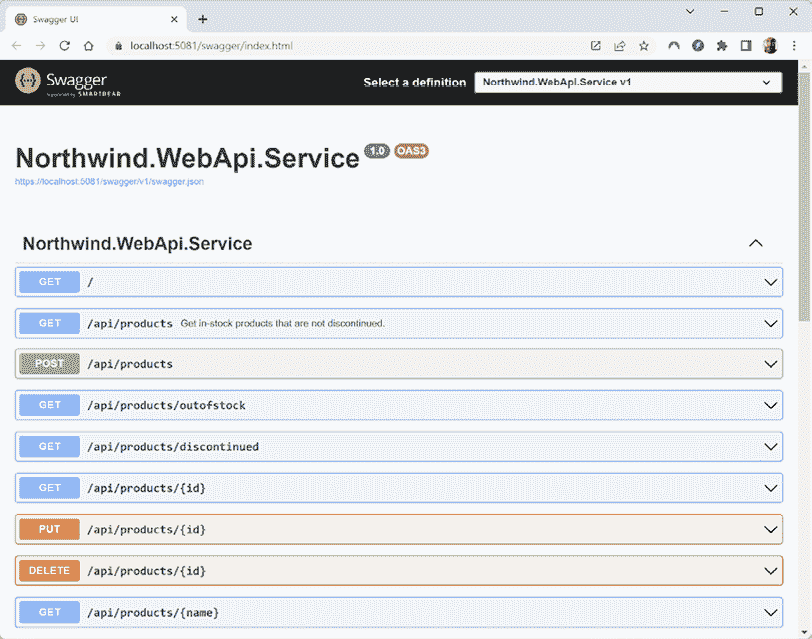 Swagger UI
localhost:5081/swagger/index.html
Swagger
Supported by SMARTBEAR
Select a definition
Northwind.WebApi.Service v1
Northwind.WebApi.Service 1.0 OAS3
https://localhost:5081/swagger/v1/swagger.json
Northwind.WebApi.Service
GET /
GET /api/products Get in-stock products that are not discontinued.
POST /api/products
GET /api/products/outofstock
GET /api/products/discontinued
GET /api/products/{id}
PUT /api/products/{id}
DELETE /api/products/{id}
GET /api/products/{name}